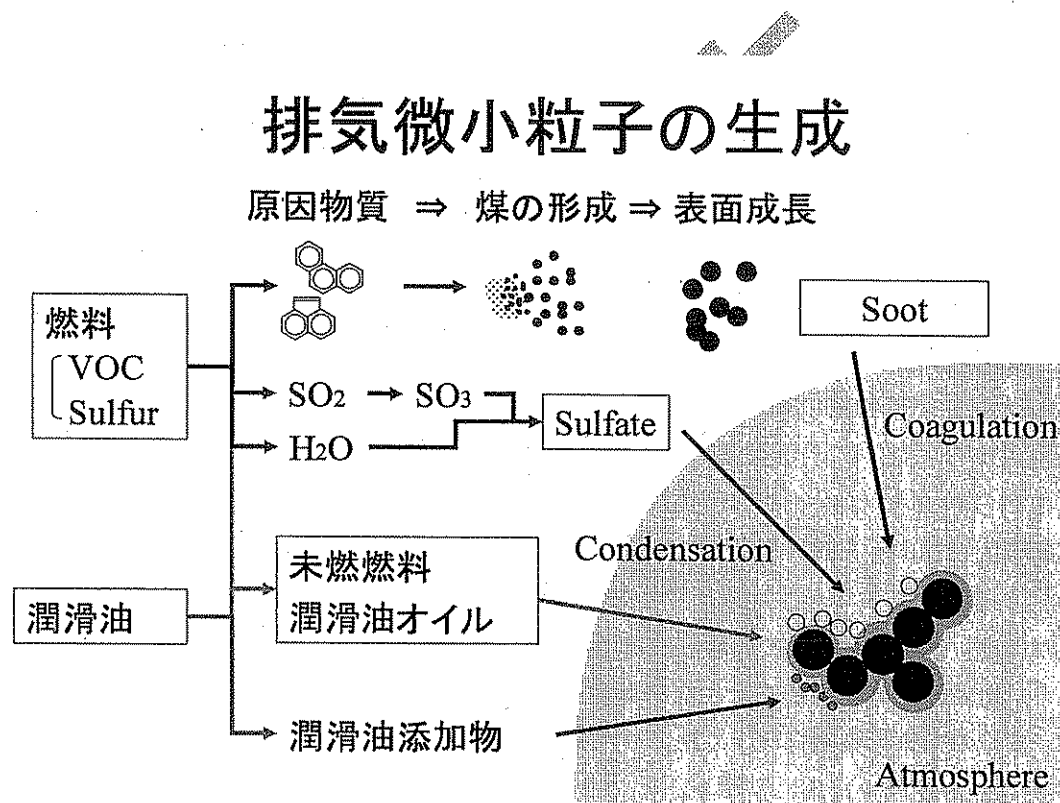 排気微小粒子の生成
原因物質 ⇒ 煤の形成 ⇒ 表面成長
燃料
VOC
Sulfur
Soot
SO2 → SO3
Sulfate
H2O
Coagulation
Condensation
未燃燃料
潤滑油オイル
潤滑油
潤滑油添加物
Atmosphere